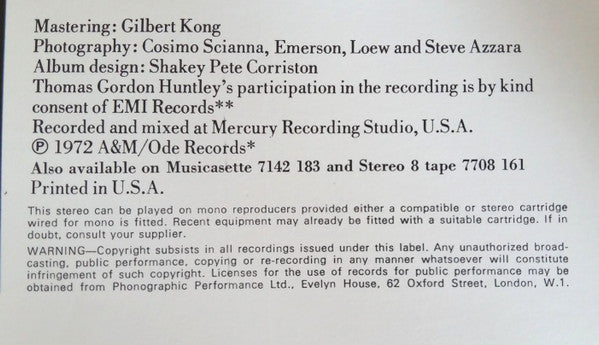 Mastering: Gilbert Kong
Photography: Cosimo Scianna, Emerson, Loew and Steve Azzara
Album design: Shakey Pete Corriston
Thomas Gordon Huntley's participation in the recording is by kind
consent of EMI Records**
Recorded and mixed at Mercury Recording Studio, U.S.A.
℗ 1972 A&M/Ode Records*
Also available on Musicasette 7142 183 and Stereo 8 tape 7708 161
Printed in U.S.A.
This stereo can be played on mono reproducers provided either a compatible or stereo cartridge
wired for mono is fitted. Recent equipment may already be fitted with a suitable cartridge. If in
doubt, consult your supplier.
WARNING—Copyright subsists in all recordings issued under this label. Any unauthorized broad-
casting, public performance, copying or re-recording in any manner whatsoever will constitute
infringement of such copyright. Licenses for the use of records for public performance may be
obtained from Phonographic Performance Ltd., Evelyn House, 62 Oxford Street, London, W.1.